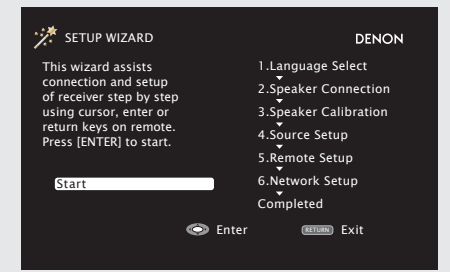 SETUP WIZARD
DENON
This wizard assists
connection and setup
of receiver step by step
using cursor, enter or
return keys on remote.
Press [ENTER] to start.
Start
1.Language Select
2.Speaker Connection
3.Speaker Calibration
4.Source Setup
5.Remote Setup
6.Network Setup
Completed
Enter
RETURN Exit